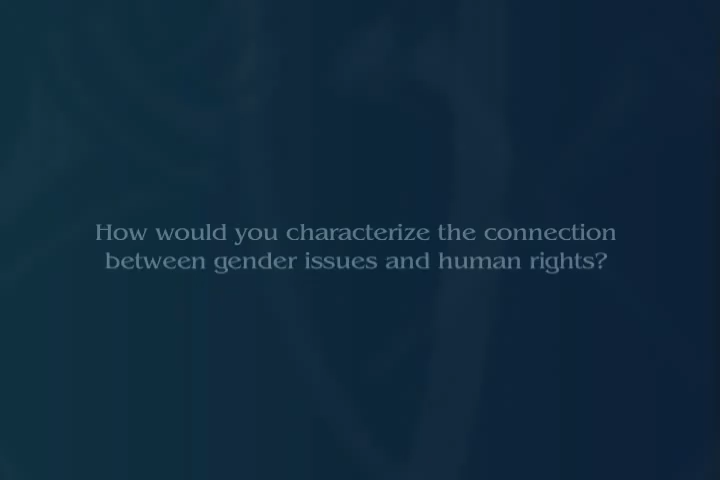 How would you characterize the connection
between gender issues and human rights?